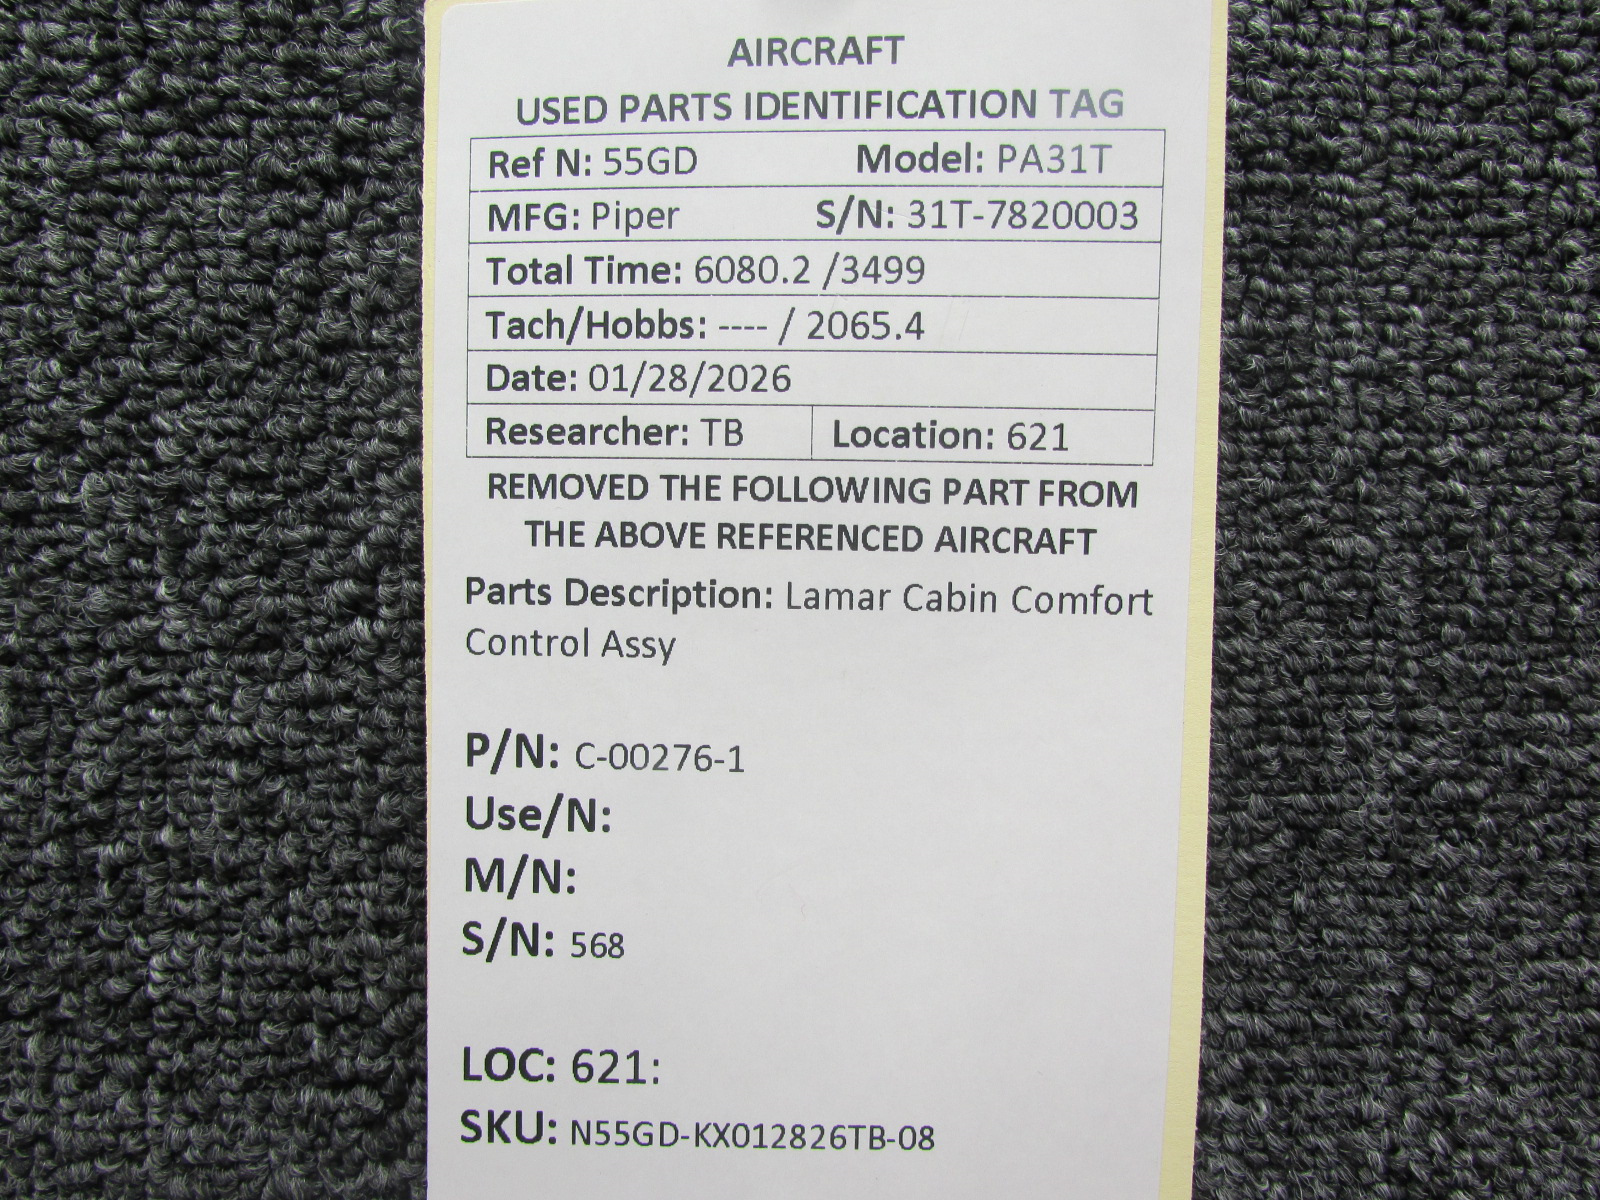 AIRCRAFT
USED PARTS IDENTIFICATION TAG
Ref N: 55GD Model: PA31T
MFG: Piper S/N: 31T-7820003
Total Time: 6080.2 /3499
Tach/Hobbs: ---- / 2065.4
Date: 01/28/2026
Researcher: TB Location: 621
REMOVED THE FOLLOWING PART FROM
THE ABOVE REFERENCED AIRCRAFT
Parts Description: Lamar Cabin Comfort
Control Assy
P/N: C-00276-1
Use/N:
M/N:
S/N: 568
LOC: 621:
SKU: N55GD-KX012826TB-08